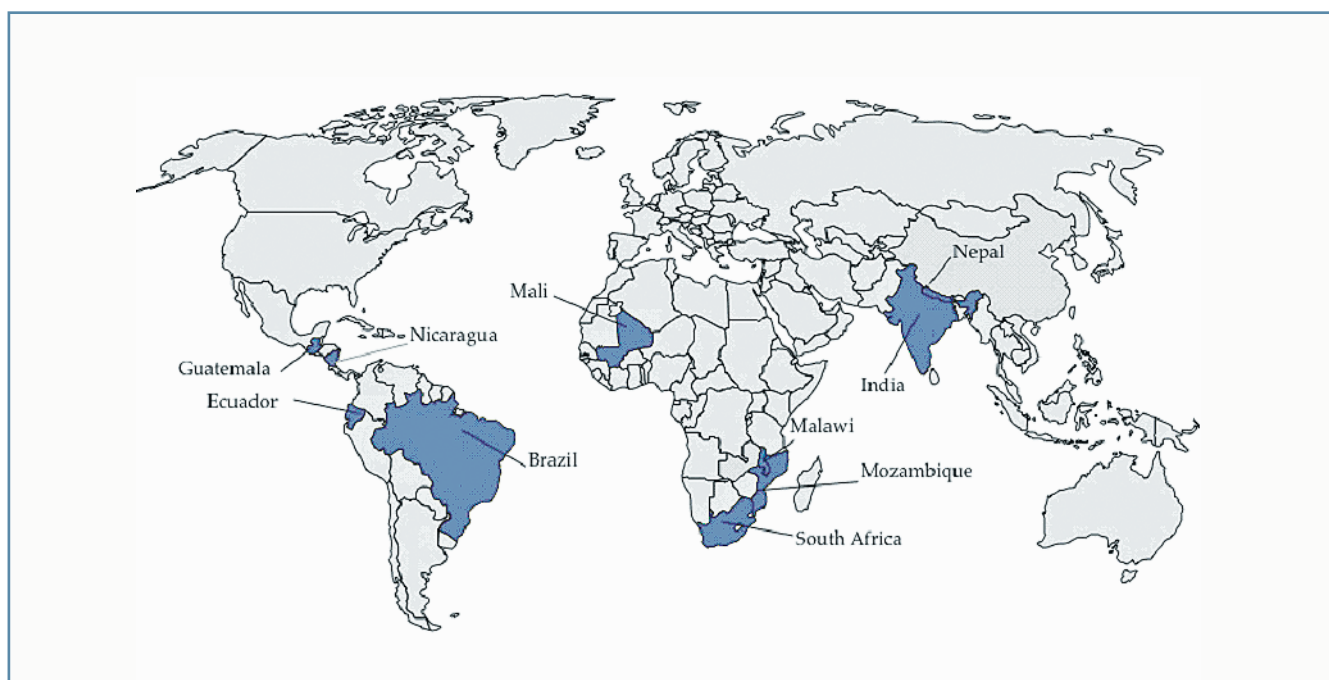 Nepal
Mali
Nicaragua
Guatemala
India
Ecuador
Malawi
Brazil
Mozambique
South Africa